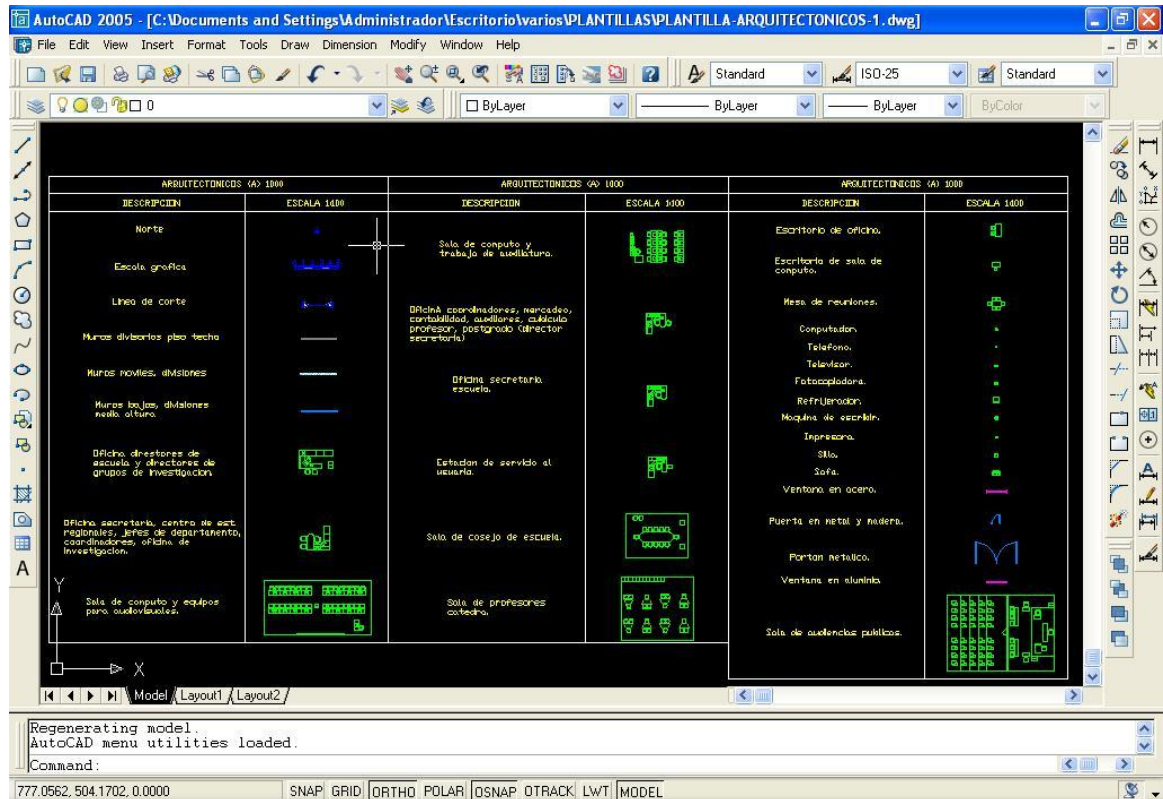 AutoCAD 2005 - [C:\Documents and Settings\Administrador\Escritorio\varios\PLANTILLAS\PLANTILLA-ARQUITECTONICOS-1.dwg]
File Edit View Insert Format Tools Draw Dimension Modify Window Help
Standard ISO-25 Standard
0 ByLayer ByLayer ByLayer ByColor
ARQUITECTONICOS (A) 1000
DESCRIPCION ESCALA
Norte
Escala grafica
Linea de corte
Muros divisorios piso techo
Muros moviles, divisiones
Muros bajos, divisiones
media altura
Oficina directores de
escuela y directores de
grupos de investigacion
Oficina secretaria, centro de est.
regionales, jefes de departamento,
coordinadores, oficina de
investigacion.
Sala de computo y equipos
para audiovisuales.
ARQUITECTONICOS (A) 1000
DESCRIPCION ESCALA
Sala de computo y
trabajo de auxiliatura.
OficinA coordinadores, mercadeo,
contabilidad, auxiliares, cubiculo
profesor, postgrado (director
secretaria)
Oficina secretaria
escuela.
Estacion de servicio al
usuario.
Sala de cosejo de escuela.
Sala de profesores
catedra.
ARQUITECTONICOS (A) 1000
DESCRIPCION ESCALA
Escritorio de oficina.
Escritorio de sala de
computo.
Mesa de reuniones.
Computador.
Telefono.
Televisor.
Fotocopiadora.
Refrijerador.
Maquina de escribir.
Impresora.
Silla.
Sofa.
Ventana en acero.
Puerta en metal y madera.
Porton metalico.
Ventana en aluminio.
Sala de audiencias publicas.
Y
X
Model Layout1 Layout2
Regenerating model.
AutoCAD menu utilities loaded.
Command:
777.0562, 504.1702, 0.0000 SNAP GRID ORTHO POLAR OSNAP OTRACK LWT MODEL